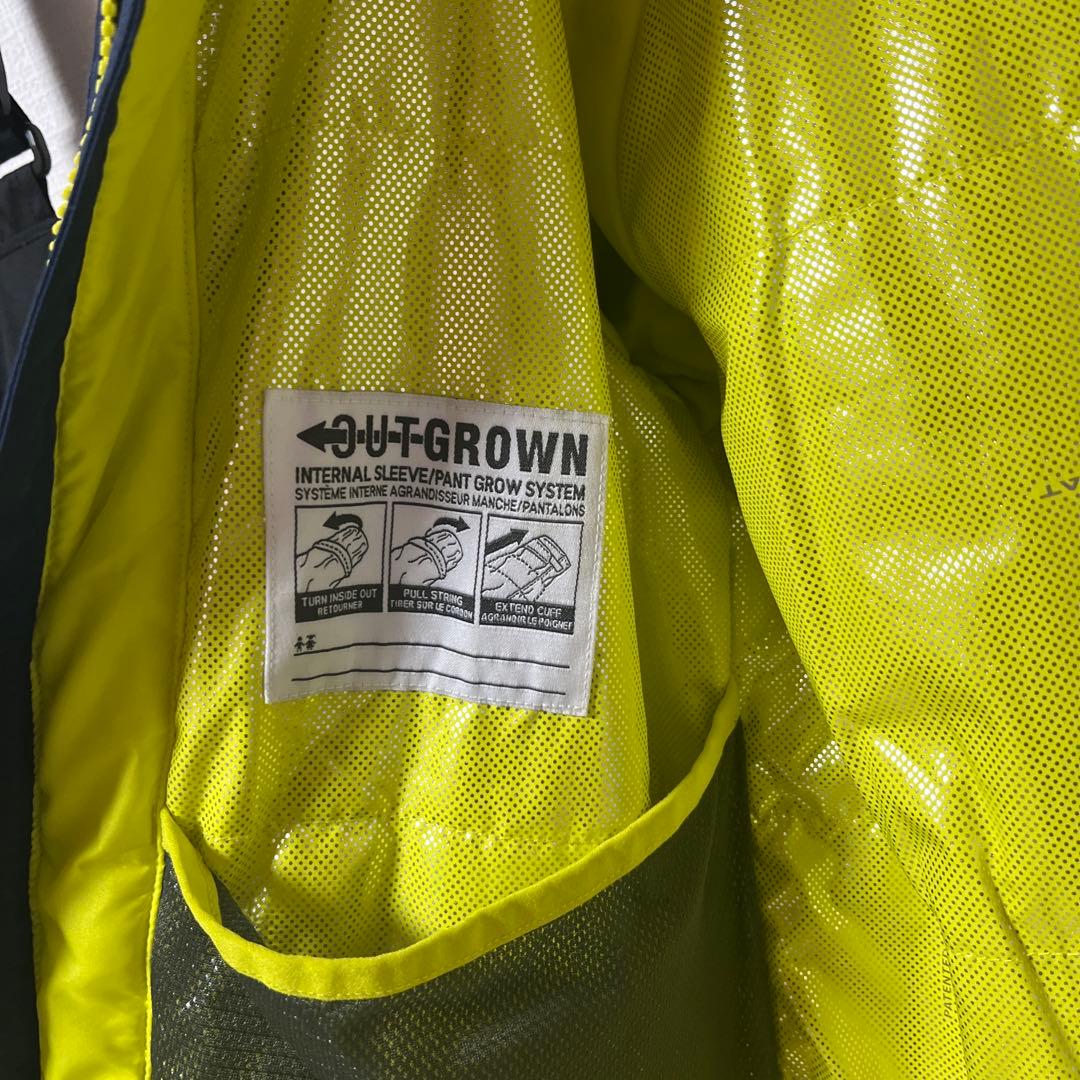 OUTGROWN
INTERNAL SLEEVE/PANT GROW SYSTEM
SYSTÈME INTERNE AGRANDISSEUR MANCHE/PANTALONS
TURN INSIDE OUT
RETOURNER
PULL STRING
TIRER SUR LE CORDON
EXTEND CUFF
AGRANDIR LE POIGNET